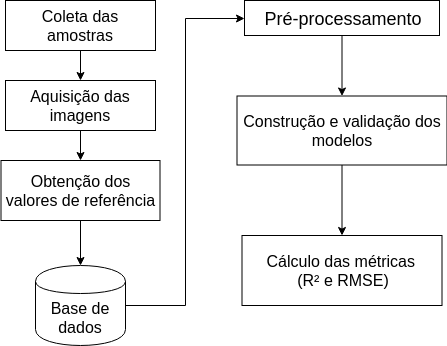 Coleta das
amostras
Aquisição das
imagens
Obtenção dos
valores de referência
Base de
dados
Pré-processamento
Construção e validação dos
modelos
Cálculo das métricas
(R² e RMSE)